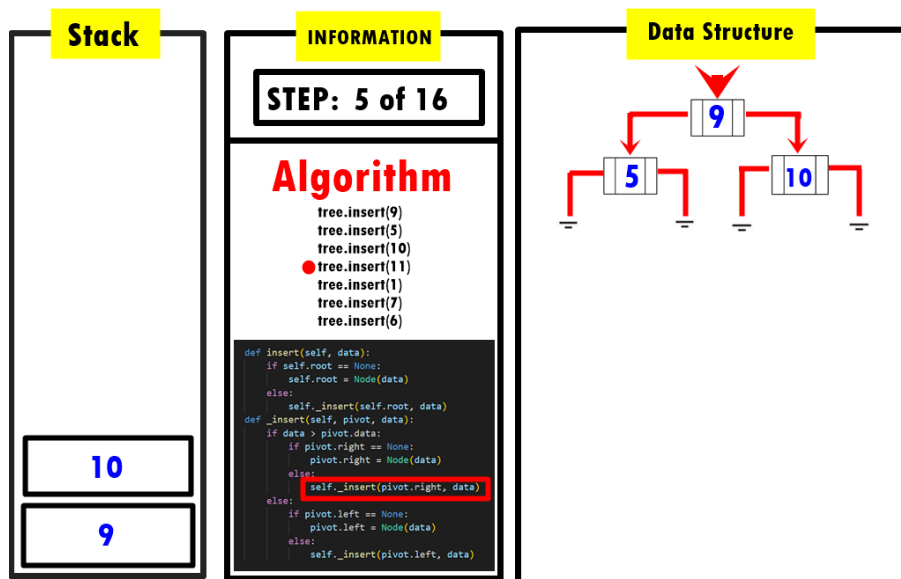 Stack
10
9
INFORMATION
STEP: 5 of 16
Algorithm
tree.insert(9)
tree.insert(5)
tree.insert(10)
tree.insert(11)
tree.insert(1)
tree.insert(7)
tree.insert(6)
def insert(self, data):
    if self.root == None:
        self.root = Node(data)
    else:
        self._insert(self.root, data)
def _insert(self, pivot, data):
    if data > pivot.data:
        if pivot.right == None:
            pivot.right = Node(data)
        else:
            self._insert(pivot.right, data)
    else:
        if pivot.left == None:
            pivot.left = Node(data)
        else:
            self._insert(pivot.left, data)
Data Structure
9
5
10